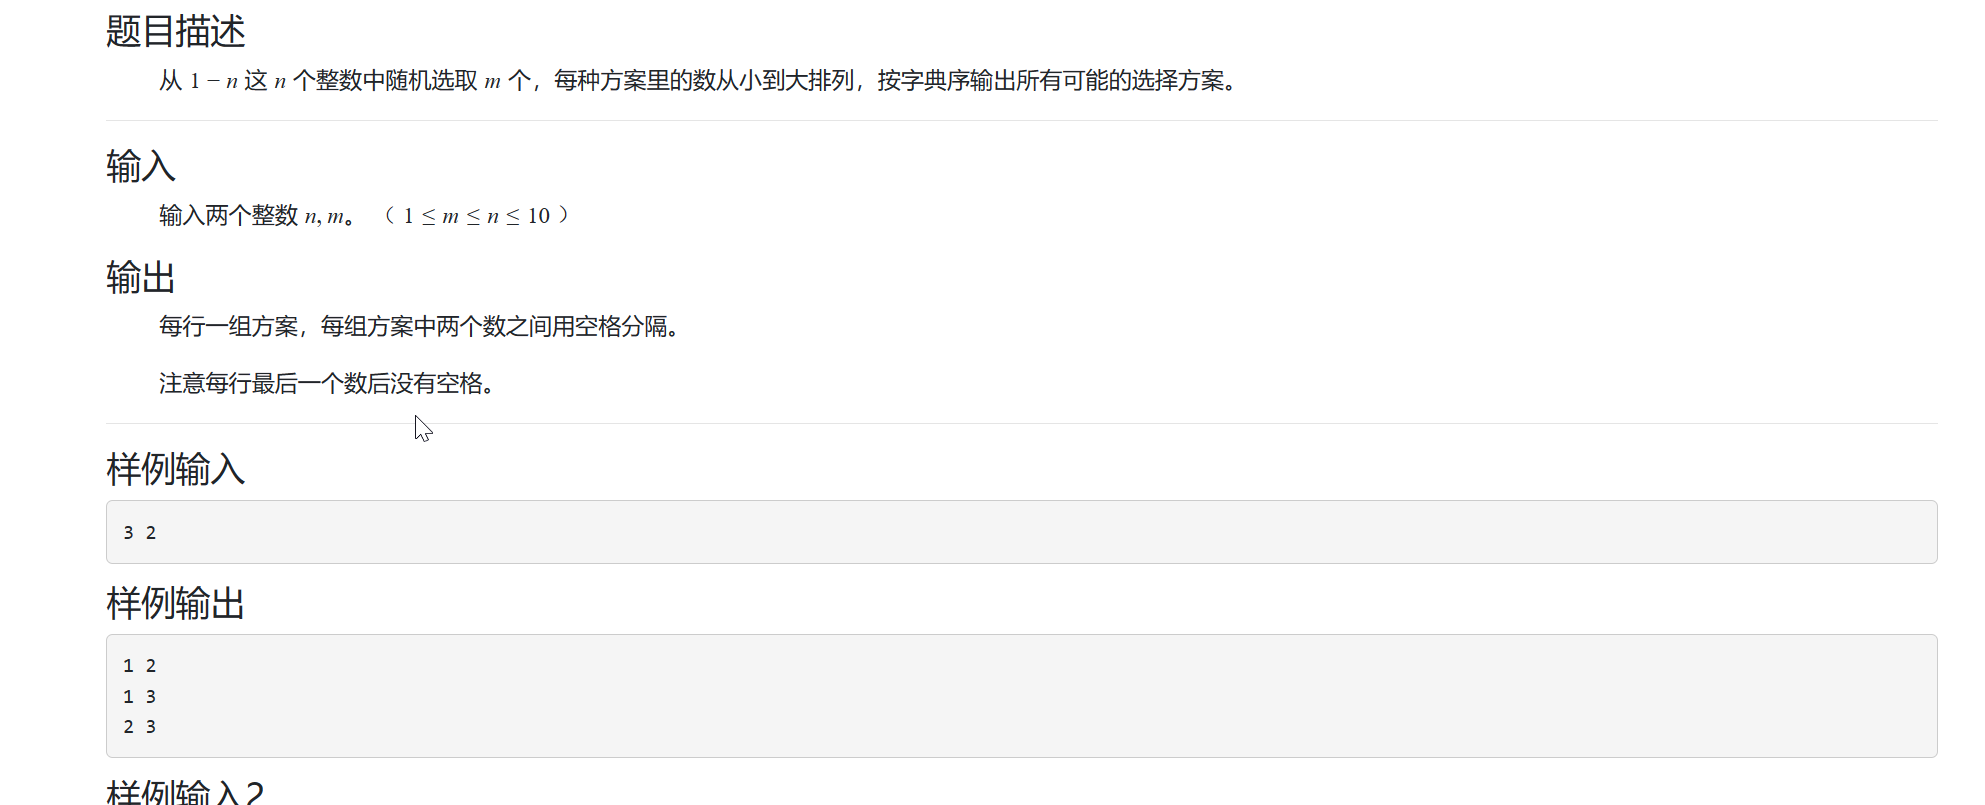 题目描述
从 1 − n 这 n 个整数中随机选取 m 个，每种方案里的数从小到大排列，按字典序输出所有可能的选择方案。
输入
输入两个整数 n, m。 （ 1 ≤ m ≤ n ≤ 10 ）
输出
每行一组方案，每组方案中两个数之间用空格分隔。
注意每行最后一个数后没有空格。
样例输入
3 2
样例输出
1 2
1 3
2 3
样例输入2